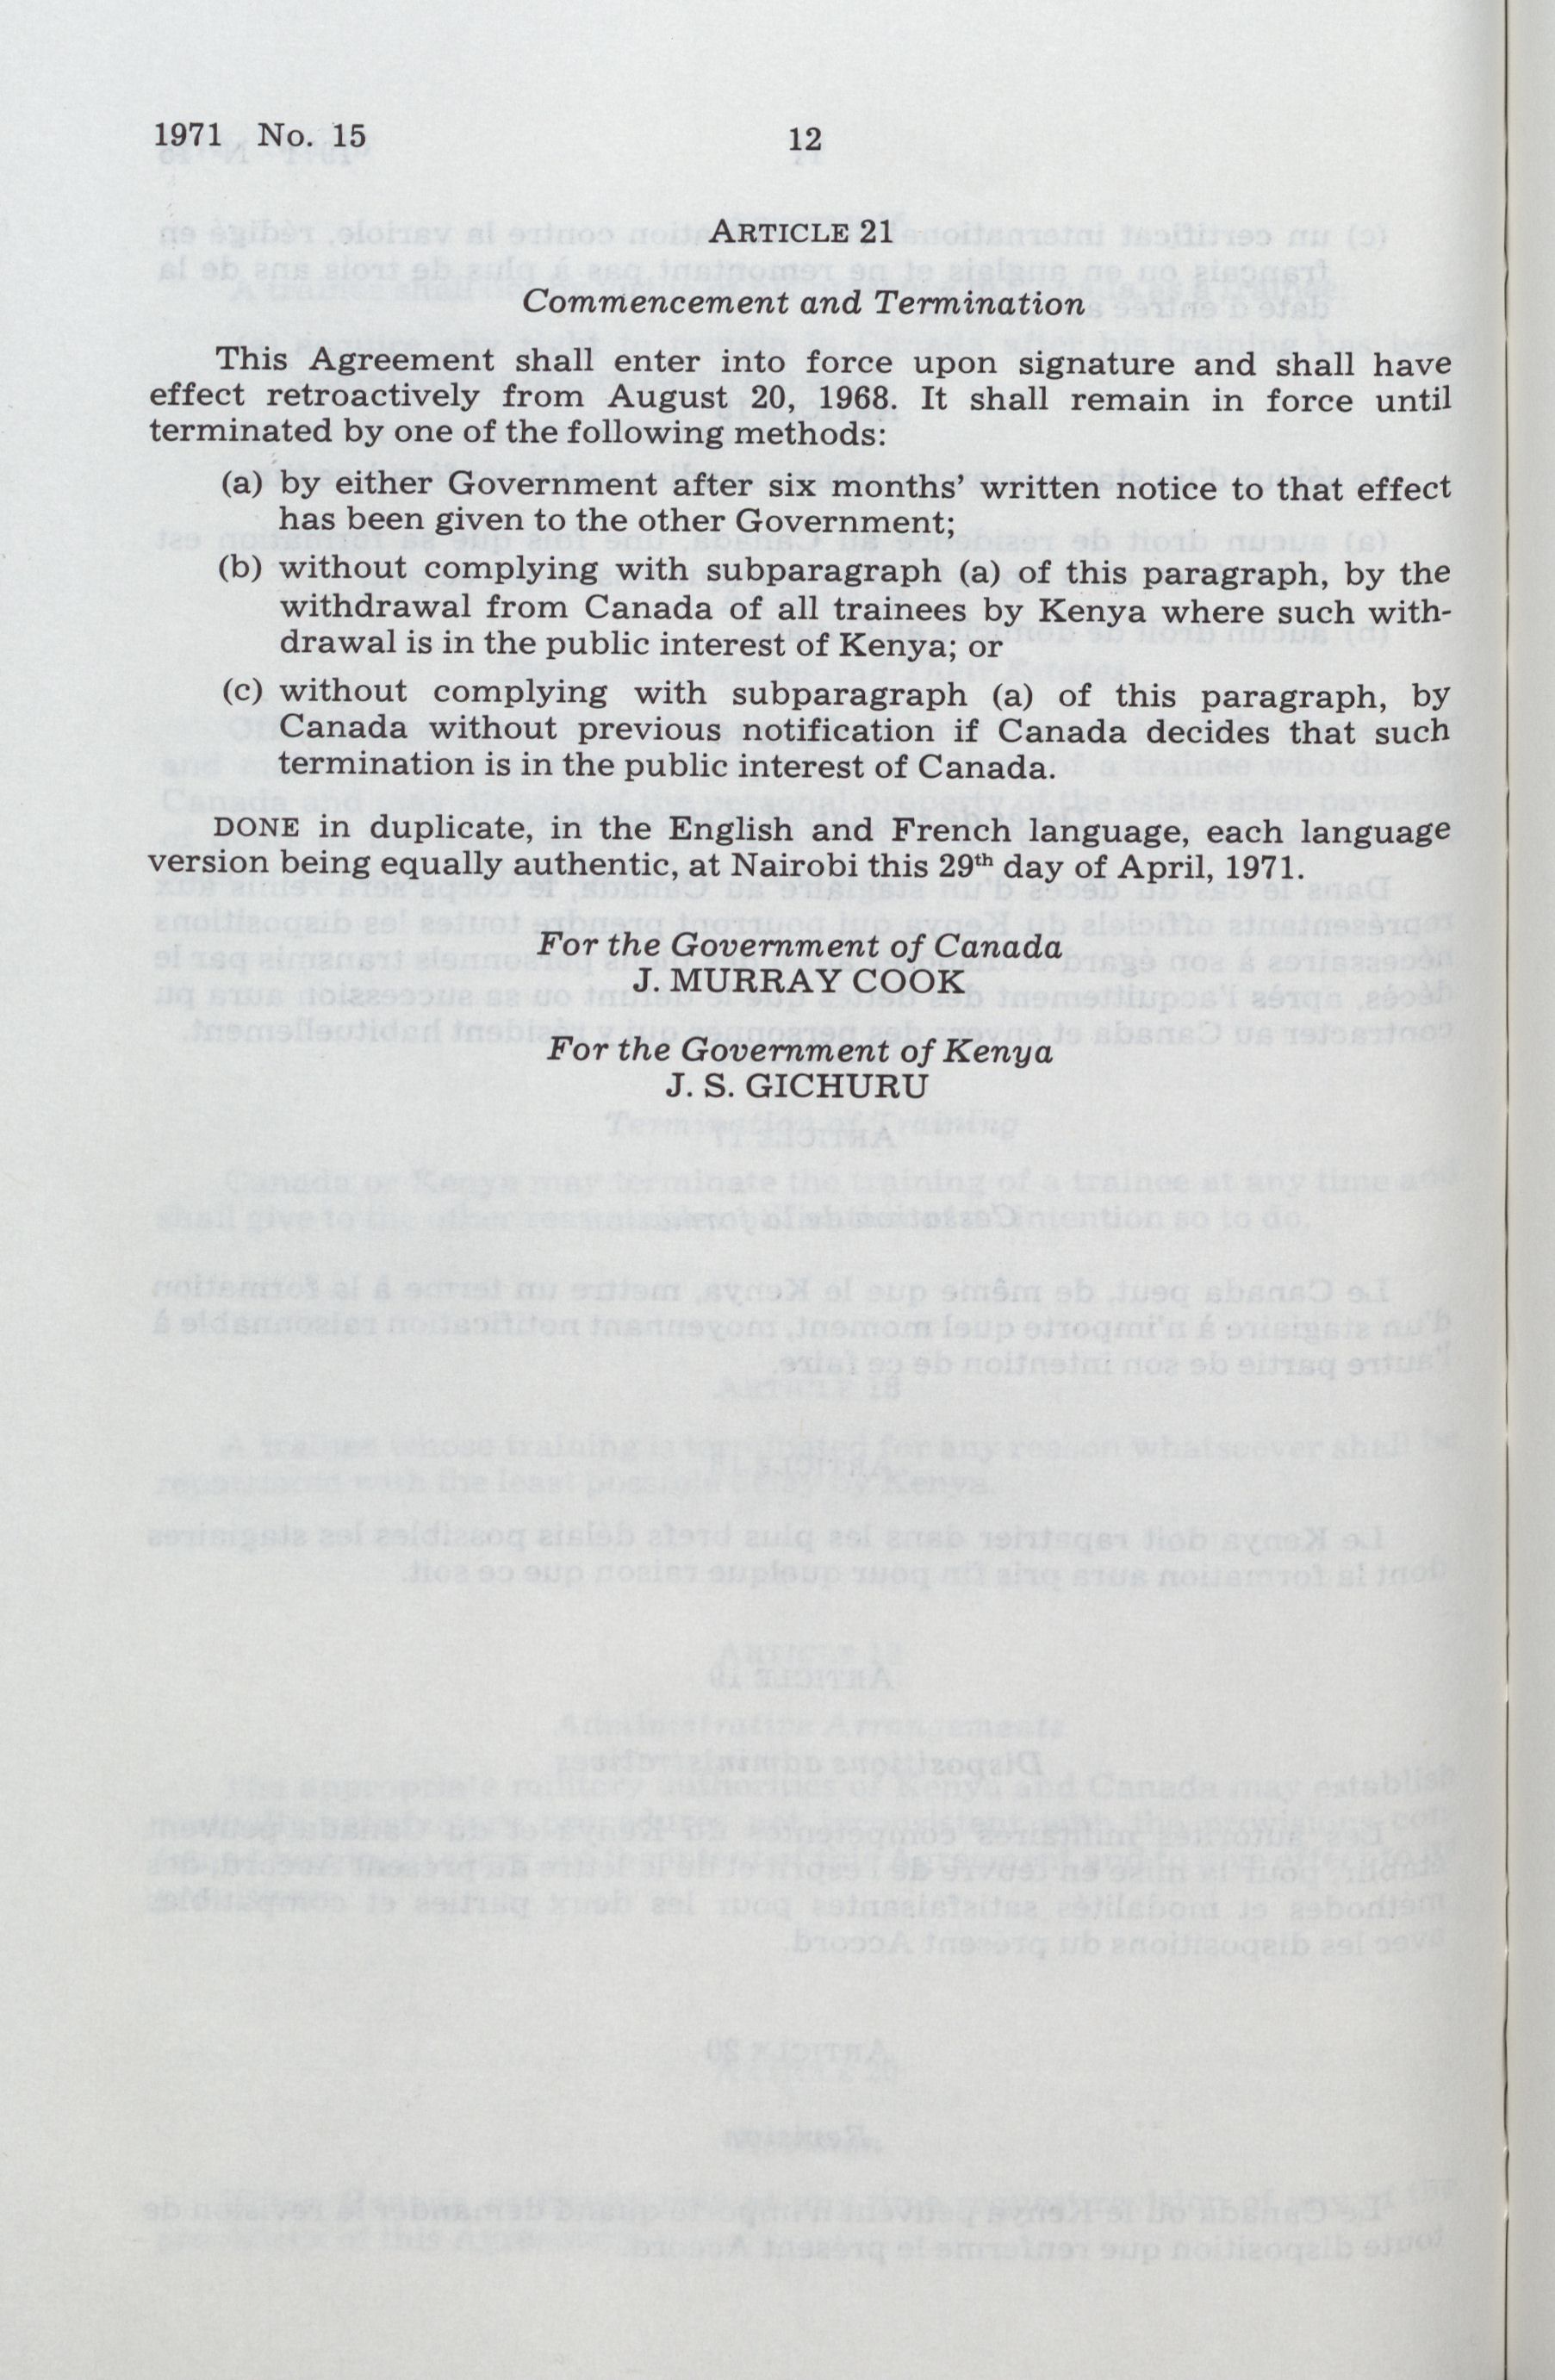 1971 No. 15
12
ARTICLE 21
Commencement and Termination
This Agreement shall enter into force upon signature and shall have
effect retroactively from August 20, 1968. It shall remain in force until
terminated by one of the following methods:
(a) by either Government after six months' written notice to that effect
has been given to the other Government;
(b) without complying with subparagraph (a) of this paragraph, by the
withdrawal from Canada of all trainees by Kenya where such with-
drawal is in the public interest of Kenya; or
(c) without complying with subparagraph (a) of this paragraph, by
Canada without previous notification if Canada decides that such
termination is in the public interest of Canada.
DONE in duplicate, in the English and French language, each language
version being equally authentic, at Nairobi this 29th day of April, 1971.
For the Government of Canada
J. MURRAY COOK
For the Government of Kenya
J. S. GICHURU